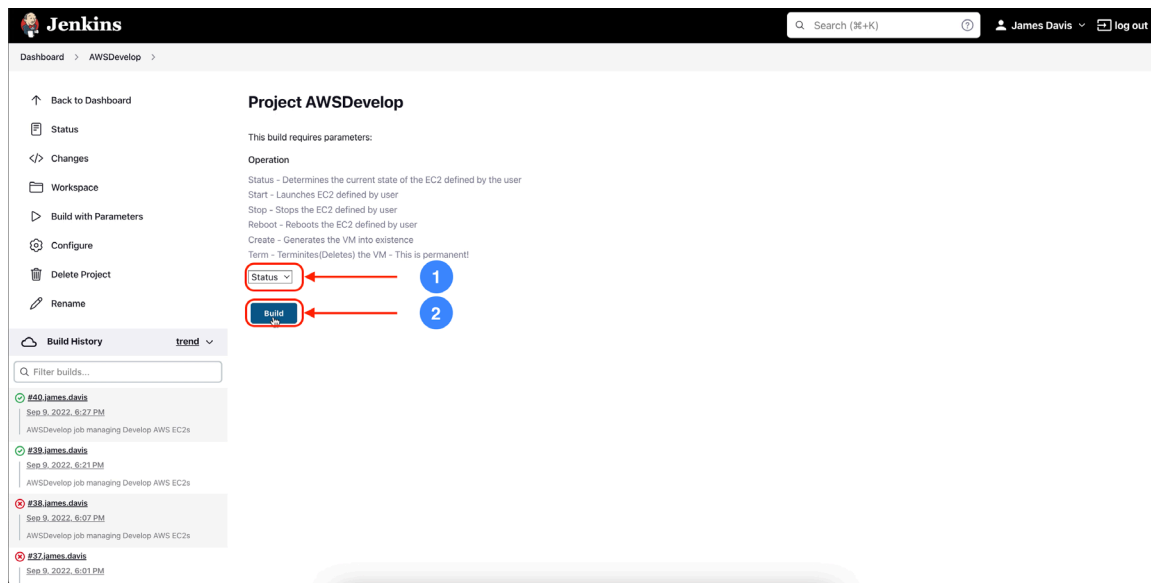 Jenkins
Search (⌘+K)
James Davis
log out
Dashboard > AWSDevelop >
Back to Dashboard
Status
Changes
Workspace
Build with Parameters
Configure
Delete Project
Rename
Build History
trend
Filter builds...
#40,james.davis
Sep 9, 2022, 6:27 PM
AWSDevelop job managing Develop AWS EC2s
#39,james.davis
Sep 9, 2022, 6:21 PM
AWSDevelop job managing Develop AWS EC2s
#38,james.davis
Sep 9, 2022, 6:07 PM
AWSDevelop job managing Develop AWS EC2s
#37,james.davis
Sep 9, 2022, 6:01 PM
Project AWSDevelop
This build requires parameters:
Operation
Status - Determines the current state of the EC2 defined by the user
Start - Launches EC2 defined by user
Stop - Stops the EC2 defined by user
Reboot - Reboots the EC2 defined by user
Create - Generates the VM into existence
Term - Terminites(Deletes) the VM - This is permanent!
Status
1
Build
2